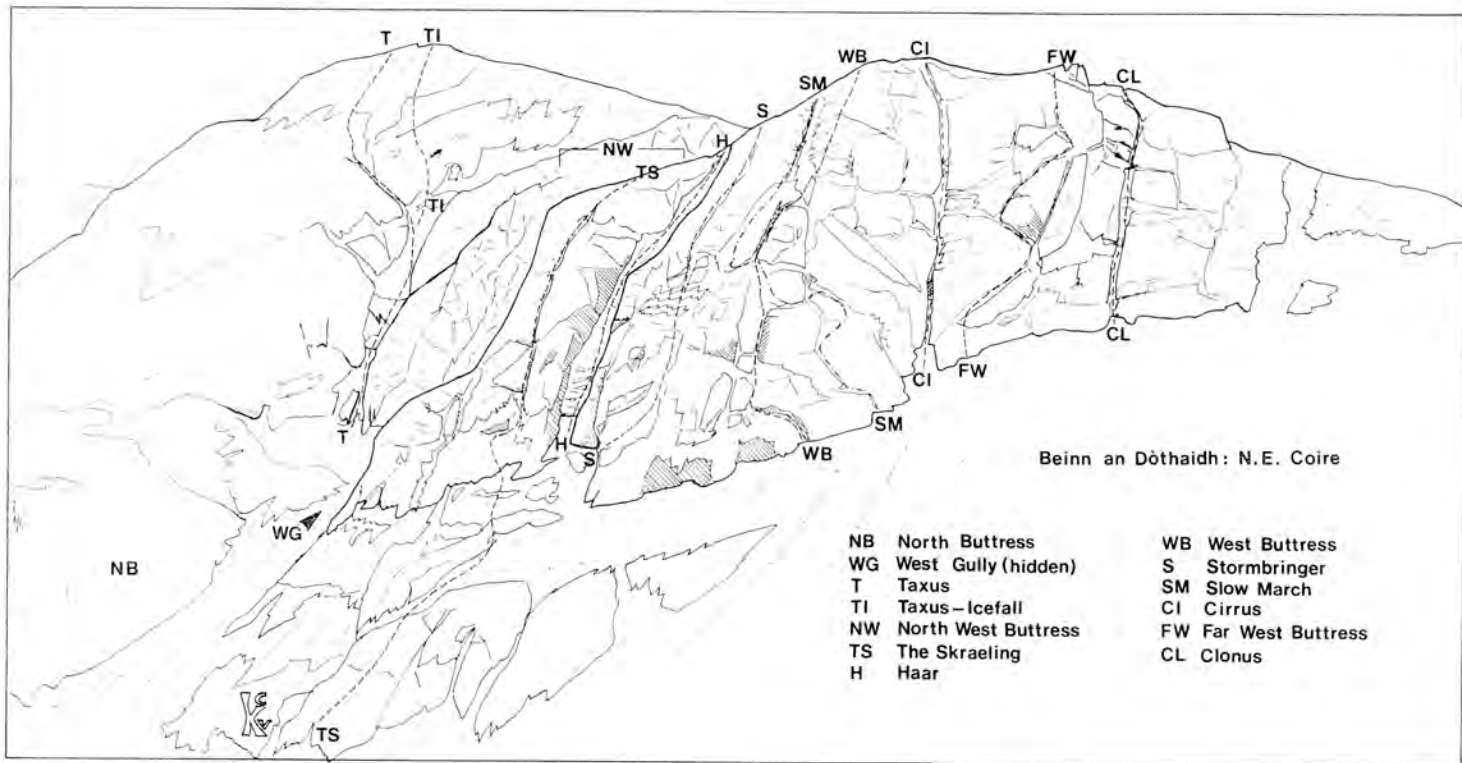 T TI
WB CI FW CL
SM
S
H
NW
TS
TI
T
H
S
WB
SM
CI FW
CL
WG
NB
TS
Beinn an Dòthaidh: N.E. Coire
NB North Buttress
WG West Gully (hidden)
T Taxus
TI Taxus–Icefall
NW North West Buttress
TS The Skraeling
H Haar
WB West Buttress
S Stormbringer
SM Slow March
CI Cirrus
FW Far West Buttress
CL Clonus